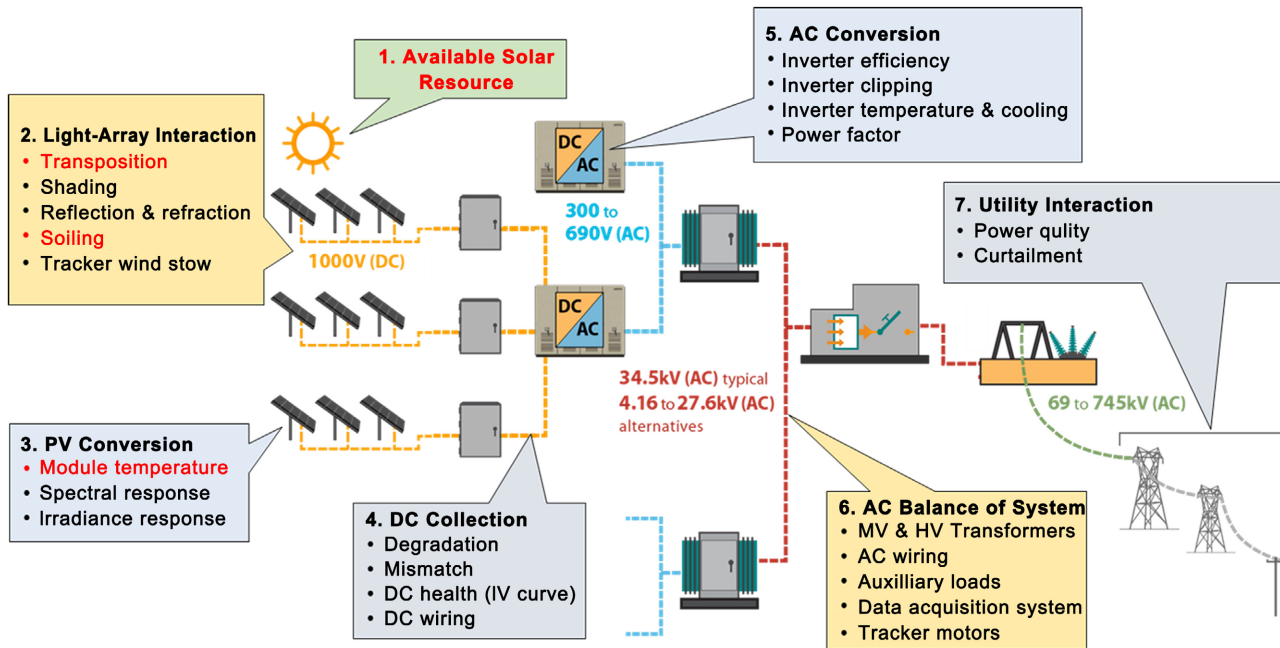 1. Available Solar
Resource
2. Light-Array Interaction
• Transposition
• Shading
• Reflection & refraction
• Soiling
• Tracker wind stow
1000V (DC)
3. PV Conversion
• Module temperature
• Spectral response
• Irradiance response
4. DC Collection
• Degradation
• Mismatch
• DC health (IV curve)
• DC wiring
DC
AC
DC
AC
300 to
690V (AC)
5. AC Conversion
• Inverter efficiency
• Inverter clipping
• Inverter temperature & cooling
• Power factor
34.5kV (AC) typical
4.16 to 27.6kV (AC)
alternatives
6. AC Balance of System
• MV & HV Transformers
• AC wiring
• Auxilliary loads
• Data acquisition system
• Tracker motors
69 to 745kV (AC)
7. Utility Interaction
• Power qulity
• Curtailment